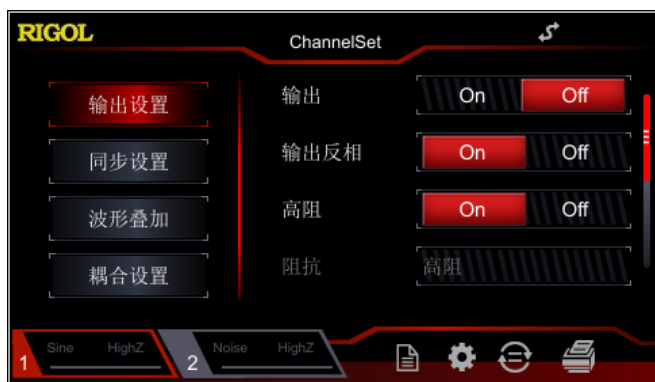 RIGOL
ChannelSet
输出设置
同步设置
波形叠加
耦合设置
输出 On Off
输出反相 On Off
高阻 On Off
阻抗 高阻
1 Sine HighZ
2 Noise HighZ